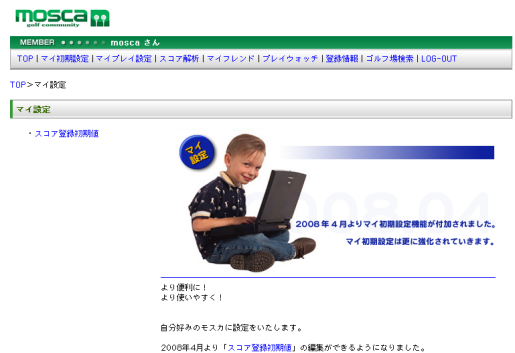 mosca
golf community
MEMBER mosca さん
TOP | マイ初期設定 | マイプレイ設定 | スコア解析 | マイフレンド | プレイウォッチ | 登録情報 | ゴルフ場検索 | LOG-OUT
TOP＞マイ設定
マイ設定
・スコア登録初期値
マイ
設定
2008.04
2008年4月よりマイ初期設定機能が付加されました。
マイ初期設定は更に強化されていきます。
より便利に！
より使いやすく！
自分好みのモスカに設定をいたします。
2008年4月より「スコア登録初期値」の編集ができるようになりました。